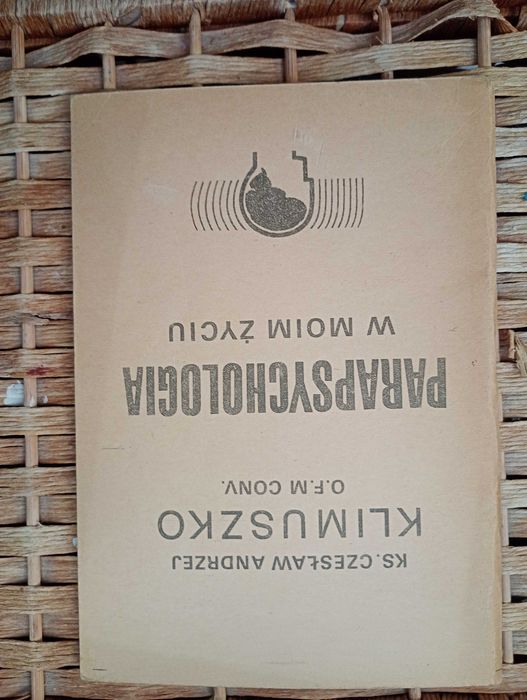 KS. CZESŁAW ANDRZEJ
KLIMUSZKO
O.F.M CONV.
PARAPSYCHOLOGIA
W MOIM ŻYCIU